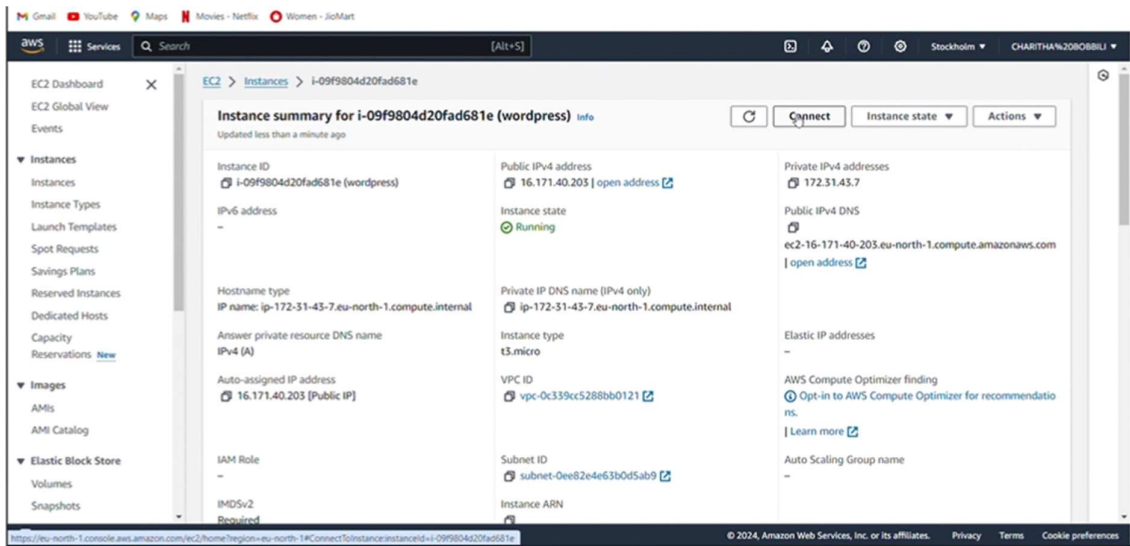 Gmail YouTube Maps Movies - Netflix Women - JioMart
aws Services Search [Alt+S] Stockholm ▼ CHARITHA%20BOBBILI ▼
EC2 Dashboard
EC2 Global View
Events
▼ Instances
Instances
Instance Types
Launch Templates
Spot Requests
Savings Plans
Reserved Instances
Dedicated Hosts
Capacity
Reservations New
▼ Images
AMIs
AMI Catalog
▼ Elastic Block Store
Volumes
Snapshots
EC2 > Instances > i-09f9804d20fad681e
Instance summary for i-09f9804d20fad681e (wordpress) Info
Updated less than a minute ago
Connect Instance state ▼ Actions ▼
Instance ID
i-09f9804d20fad681e (wordpress)
Public IPv4 address
16.171.40.203 | open address
Private IPv4 addresses
172.31.43.7
IPv6 address
–
Instance state
Running
Public IPv4 DNS
ec2-16-171-40-203.eu-north-1.compute.amazonaws.com
| open address
Hostname type
IP name: ip-172-31-43-7.eu-north-1.compute.internal
Private IP DNS name (IPv4 only)
ip-172-31-43-7.eu-north-1.compute.internal
Answer private resource DNS name
IPv4 (A)
Instance type
t3.micro
Elastic IP addresses
–
Auto-assigned IP address
16.171.40.203 [Public IP]
VPC ID
vpc-0c339cc5288bb0121
AWS Compute Optimizer finding
Opt-in to AWS Compute Optimizer for recommendatio
ns.
| Learn more
IAM Role
–
Subnet ID
subnet-0ee82e4e63b0d5ab9
Auto Scaling Group name
–
IMDSv2
Required
Instance ARN
https://eu-north-1.console.aws.amazon.com/ec2/home?region=eu-north-1#ConnectToInstance:instanceId=i-09f9804d20fad681e
© 2024, Amazon Web Services, Inc. or its affiliates. Privacy Terms Cookie preferences